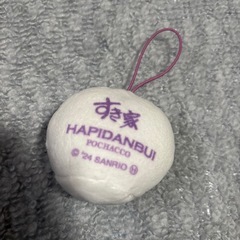 すき家
HAPIDANBUI
POCHACCO
© '24 SANRIO Ⓗ